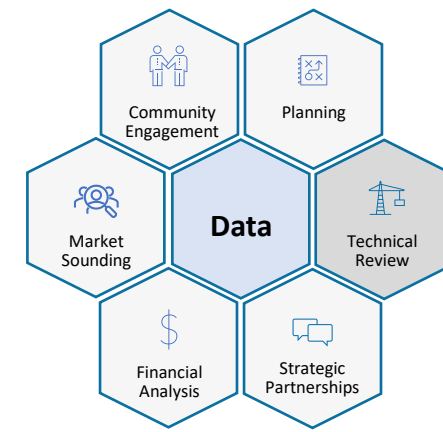 Community
Engagement
Planning
Market
Sounding
Data
Technical
Review
Financial
Analysis
Strategic
Partnerships